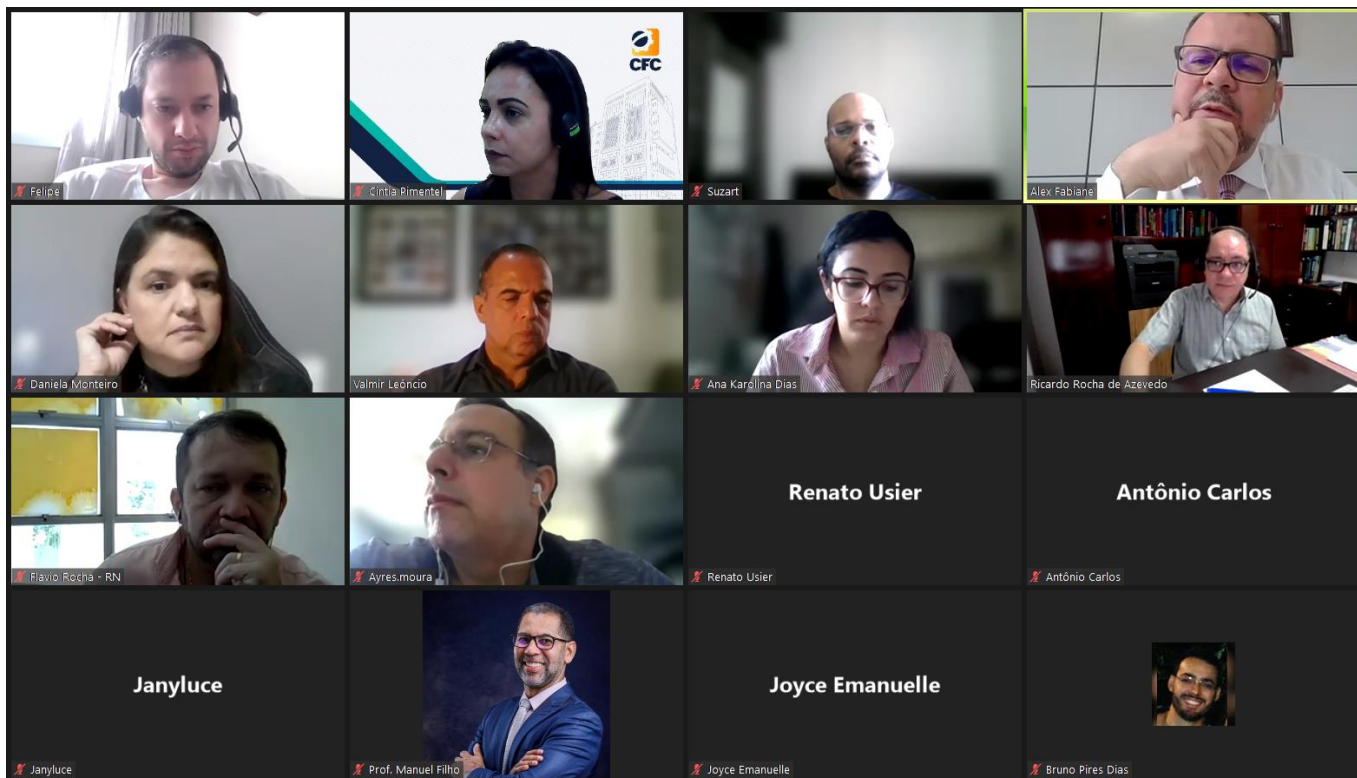 CFC
Felipe
Cíntia Pimentel
Suzart
Alex Fabiane
Daniela Monteiro
Valmir Leôncio
Ana Karolina Dias
Ricardo Rocha de Azevedo
Flavio Rocha - RN
Ayres.moura
Renato Usier
Renato Usier
Antônio Carlos
Antônio Carlos
Janyluce
Janyluce
Prof. Manuel Filho
Joyce Emanuelle
Joyce Emanuelle
Bruno Pires Dias